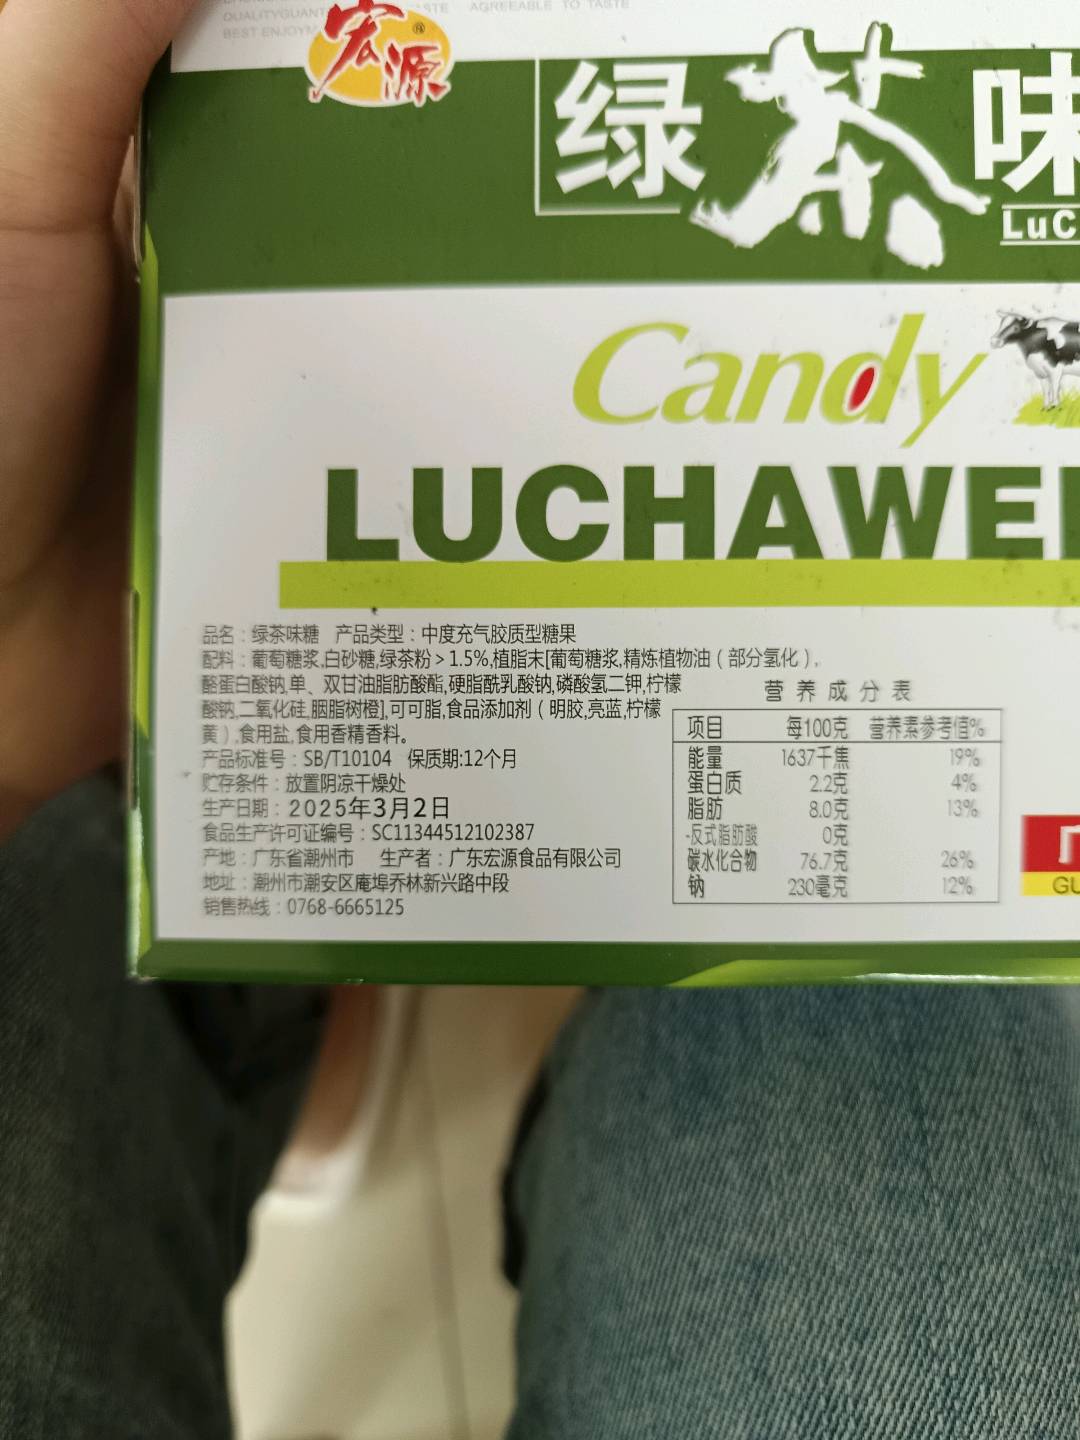 QUALITYGUANT
STE AGREEABLE TO TASTE
BEST ENJOYM
宏源
绿茶味
LuC
Candy
LUCHAWEI
品名：绿茶味糖 产品类型：中度充气胶质型糖果
配料：葡萄糖浆,白砂糖,绿茶粉＞1.5%,植脂末[葡萄糖浆,精炼植物油（部分氢化）,
酪蛋白酸钠,单、双甘油脂肪酸酯,硬脂酰乳酸钠,磷酸氢二钾,柠檬
酸钠,二氧化硅,胭脂树橙],可可脂,食品添加剂（明胶,亮蓝,柠檬
黄）,食用盐,食用香精香料。
产品标准号：SB/T10104 保质期:12个月
贮存条件：放置阴凉干燥处
生产日期：2025年3月2日
食品生产许可证编号：SC11344512102387
产地：广东省潮州市 生产者：广东宏源食品有限公司
地址：潮州市潮安区庵埠乔林新兴路中段
销售热线：0768-6665125
营养成分表
项目 每100克 营养素参考值%
能量 1637千焦 19%
蛋白质 2.2克 4%
脂肪 8.0克 13%
-反式脂肪酸 0克
碳水化合物 76.7克 26%
钠 230毫克 12%
GU